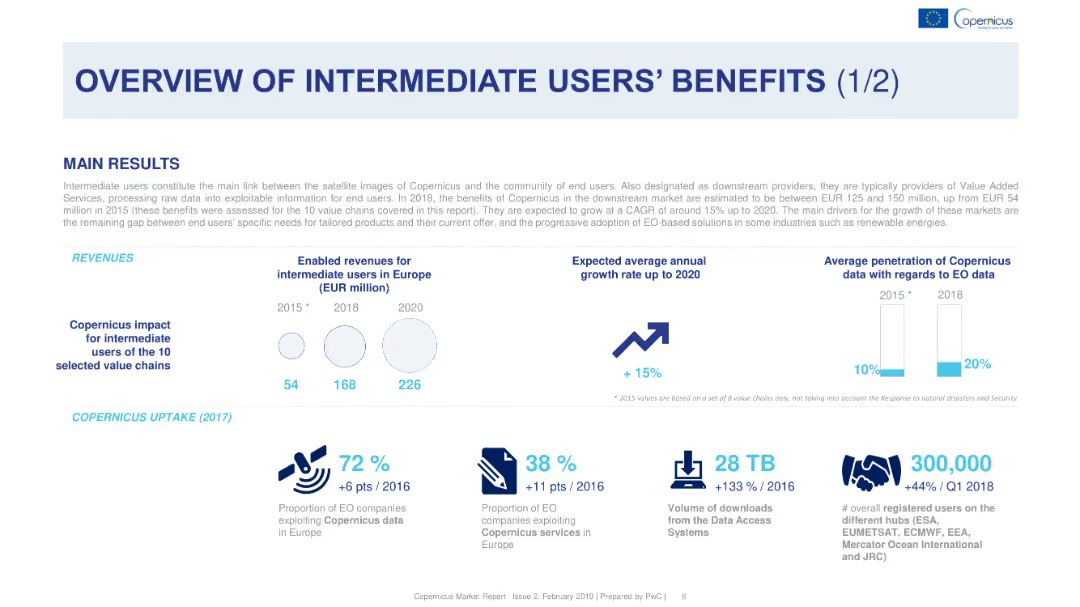 Copernicus
OVERVIEW OF INTERMEDIATE USERS' BENEFITS (1/2)
MAIN RESULTS
Intermediate users constitute the main link between the satellite images of Copernicus and the community of end users. Also designated as downstream providers, they are typically providers of Value Added
Services, processing raw data into exploitable information for end users. In 2018, the benefits of Copernicus in the downstream market are estimated to be between EUR 125 and 150 million, up from EUR 54
million in 2015 (these benefits were assessed for the 10 value chains covered in this report). They are expected to grow at a CAGR of around 15% up to 2020. The main drivers for the growth of these markets are
the remaining gap between end users' specific needs for tailored products and their current offer, and the progressive adoption of EO-based solutions in some industries such as renewable energies.
REVENUES
Enabled revenues for
intermediate users in Europe
(EUR million)
Expected average annual
growth rate up to 2020
Average penetration of Copernicus
data with regards to EO data
2015 * 2018 2020
2015 * 2018
Copernicus impact
for intermediate
users of the 10
selected value chains
54 168 226
+ 15%
10% 20%
* 2015 values are based on a set of 8 value chains only, not taking into account the Response to natural disasters and Security.
COPERNICUS UPTAKE (2017)
72 %
+6 pts / 2016
Proportion of EO companies
exploiting Copernicus data
in Europe
38 %
+11 pts / 2016
Proportion of EO
companies exploiting
Copernicus services in
Europe
28 TB
+133 % / 2016
Volume of downloads
from the Data Access
Systems
300,000
+44% / Q1 2018
# overall registered users on the
different hubs (ESA,
EUMETSAT, ECMWF, EEA,
Mercator Ocean International
and JRC)
Copernicus Market Report Issue 2, February 2019 | Prepared by PwC | 6